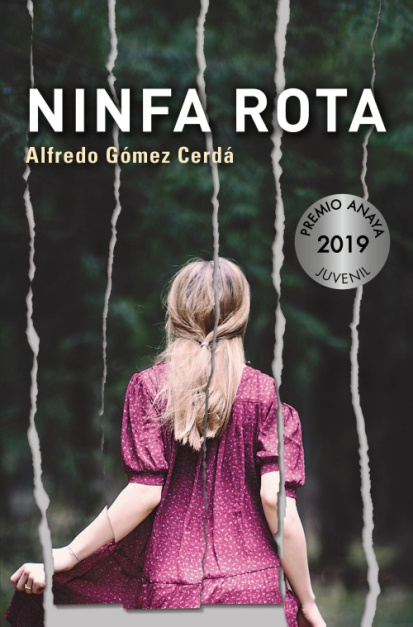 NINFA ROTA
Alfredo Gómez Cerdá
PREMIO ANAYA
2019
JUVENIL